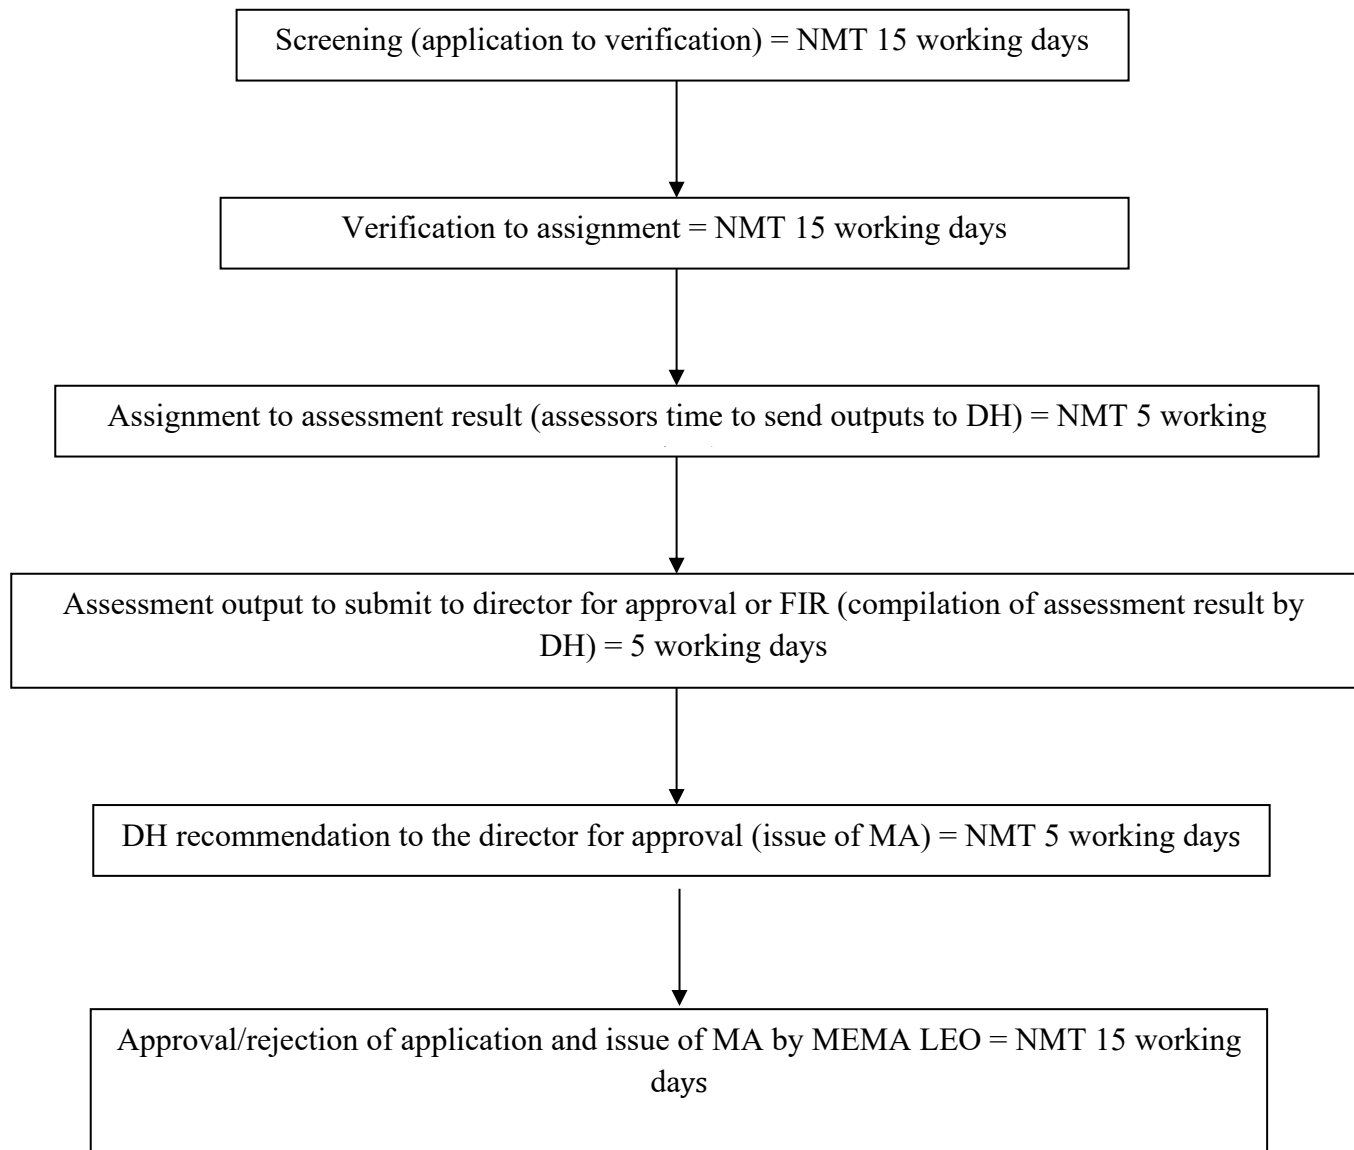 Screening (application to verification) = NMT 15 working days
Verification to assignment = NMT 15 working days
Assignment to assessment result (assessors time to send outputs to DH) = NMT 5 working
Assessment output to submit to director for approval or FIR (compilation of assessment result by
DH) = 5 working days
DH recommendation to the director for approval (issue of MA) = NMT 5 working days
Approval/rejection of application and issue of MA by MEMA LEO = NMT 15 working
days